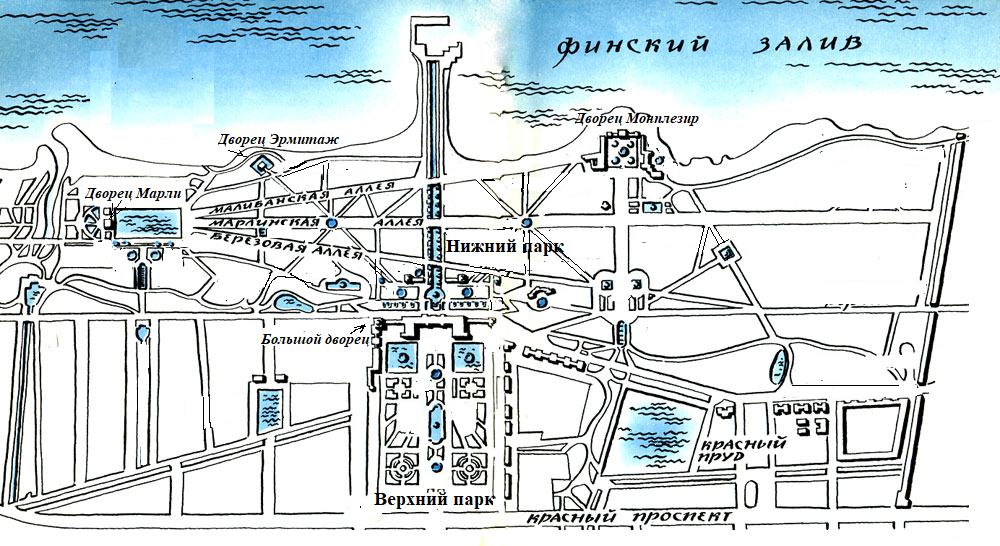 ФИНСКИЙ ЗАЛИВ
Дворец Монплезир
Дворец Эрмитаж
Дворец Марли
МАЛИБАНСКАЯ АЛЛЕЯ
МАРЛИНСКАЯ АЛЛЕЯ
БЕРЕЗОВАЯ АЛЛЕЯ
Нижний парк
Большой дворец
КРАСНЫЙ
ПРУД
Верхний парк
КРАСНЫЙ ПРОСПЕКТ